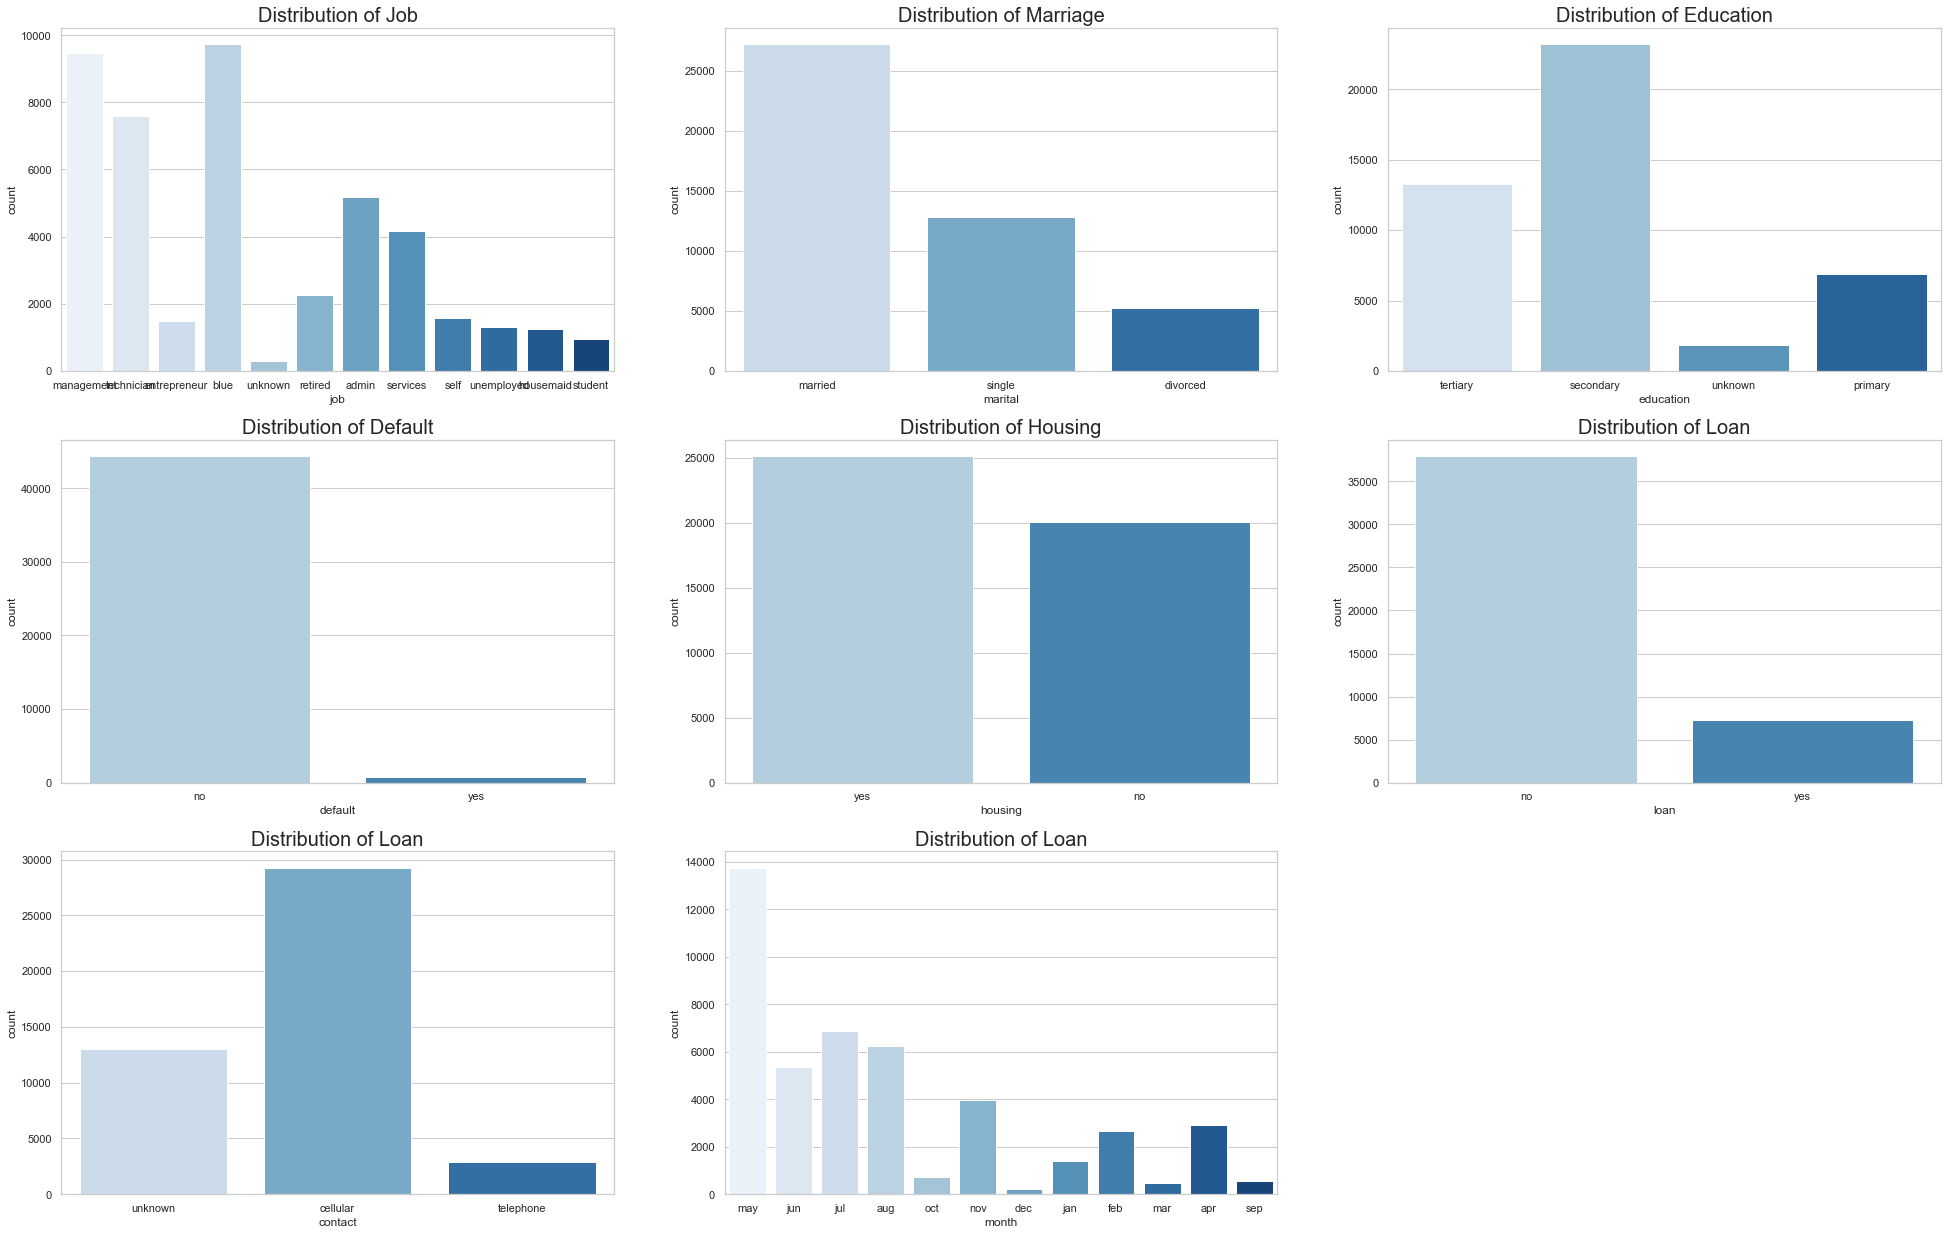 Distribution of Job
10000
8000
6000
4000
2000
0
count
management technician entrepreneur blue unknown retired admin services self unemployed housemaid student
job
Distribution of Marriage
25000
20000
15000
10000
5000
0
count
married single divorced
marital
Distribution of Education
20000
15000
10000
5000
0
count
tertiary secondary unknown primary
education
Distribution of Default
40000
30000
20000
10000
0
count
no yes
default
Distribution of Housing
25000
20000
15000
10000
5000
0
count
yes no
housing
Distribution of Loan
35000
30000
25000
20000
15000
10000
5000
0
count
no yes
loan
Distribution of Loan
30000
25000
20000
15000
10000
5000
0
count
unknown cellular telephone
contact
Distribution of Loan
14000
12000
10000
8000
6000
4000
2000
0
count
may jun jul aug oct nov dec jan feb mar apr sep
month